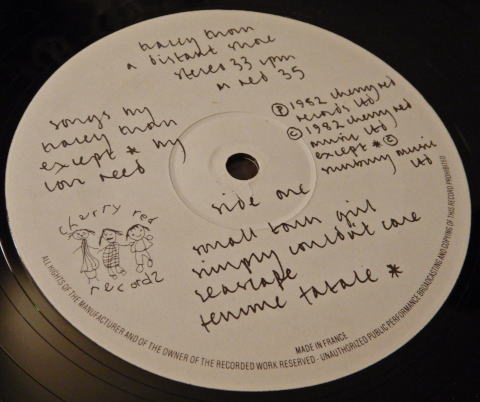 tracey thorn
a distant shore
stereo 33 rpm
m red 35
songs by
tracey thorn
except * by
lou reed
℗ 1982 cherry red
records ltd
© 1982 cherry red
music ltd
except * ©
sunbury music
ltd
side one
small town girl
simply couldn't care
seascape
femme fatale *
cherry red
records
MADE IN FRANCE
ALL RIGHTS OF THE MANUFACTURER AND OF THE OWNER OF THE RECORDED WORK RESERVED - UNAUTHORIZED PUBLIC PERFORMANCE BROADCASTING AND COPYING OF THIS RECORD PROHIBITED